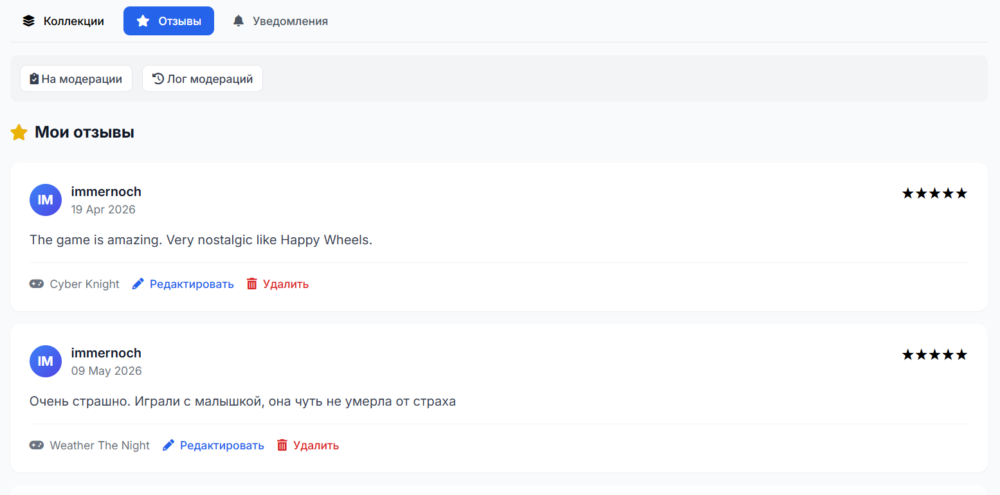 Коллекции Отзывы Уведомления
На модерации Лог модераций
Мои отзывы
IM
immernoch
19 Apr 2026
★★★★★
The game is amazing. Very nostalgic like Happy Wheels.
Cyber Knight Редактировать Удалить
IM
immernoch
09 May 2026
★★★★★
Очень страшно. Играли с малышкой, она чуть не умерла от страха
Weather The Night Редактировать Удалить